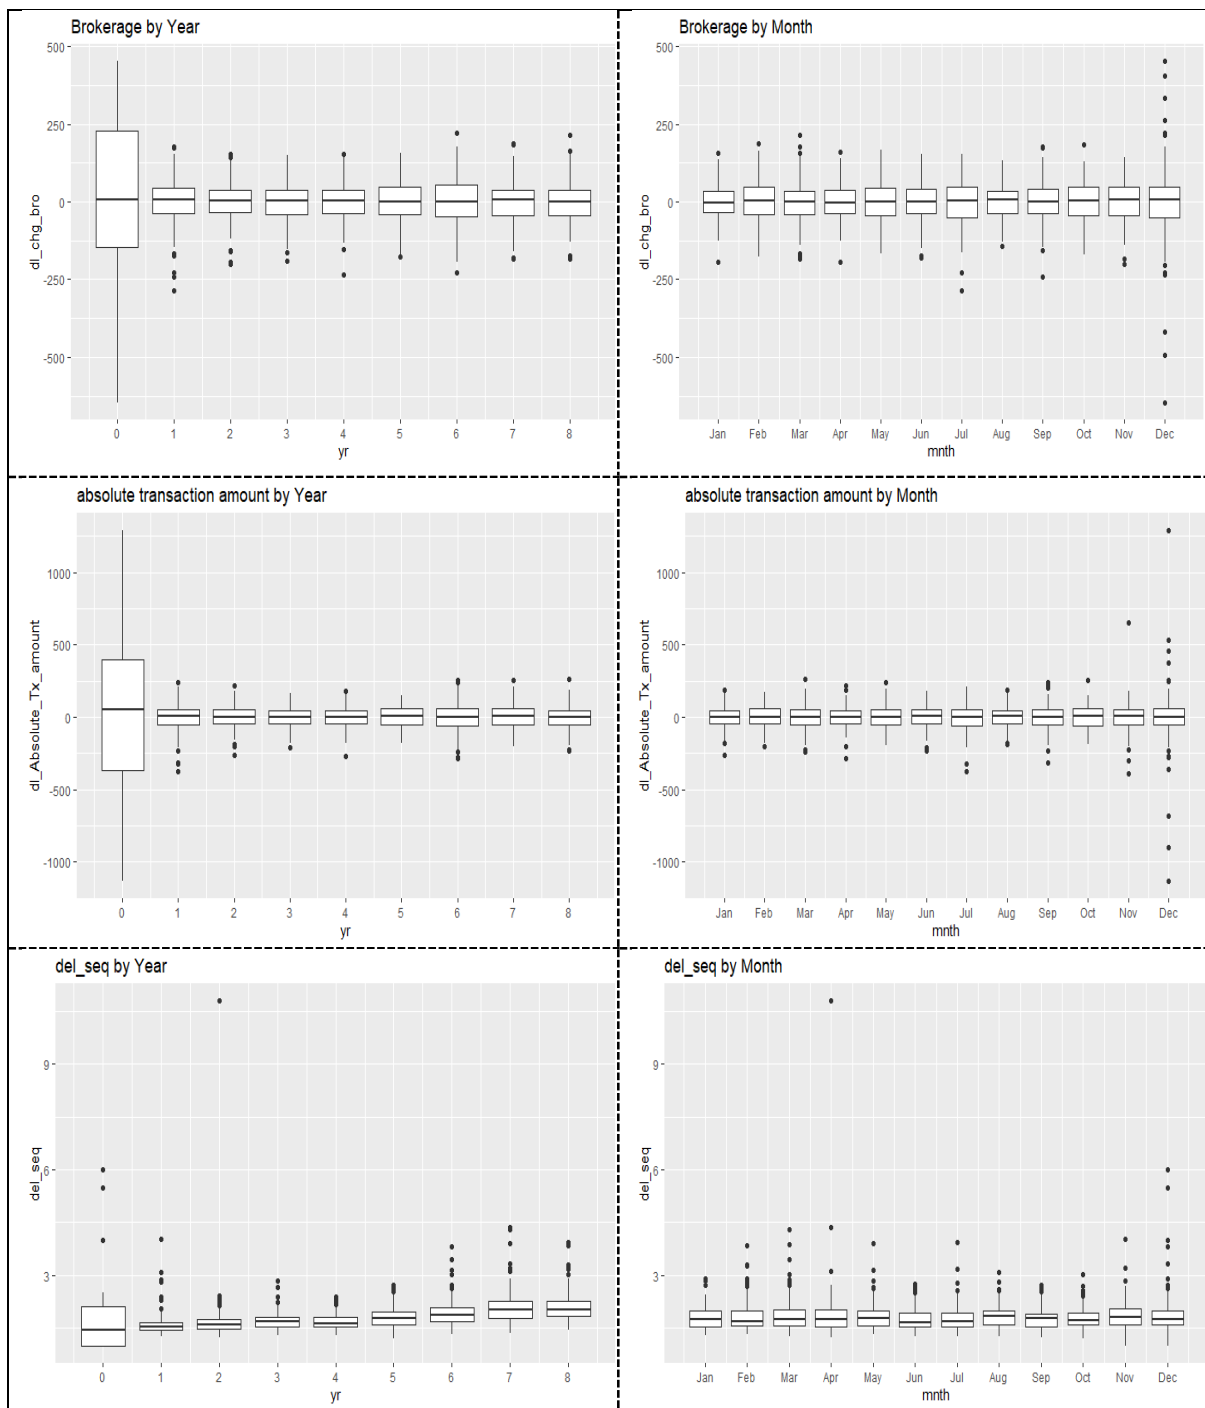 Brokerage by Year
500
250
0
-250
-500
dl_chg_bro
0 1 2 3 4 5 6 7 8
yr
Brokerage by Month
500
250
0
-250
-500
dl_chg_bro
Jan Feb Mar Apr May Jun Jul Aug Sep Oct Nov Dec
mnth
absolute transaction amount by Year
1000
500
0
-500
-1000
dl_Absolute_Tx_amount
0 1 2 3 4 5 6 7 8
yr
absolute transaction amount by Month
1000
500
0
-500
-1000
dl_Absolute_Tx_amount
Jan Feb Mar Apr May Jun Jul Aug Sep Oct Nov Dec
mnth
del_seq by Year
9
6
3
del_seq
0 1 2 3 4 5 6 7 8
yr
del_seq by Month
9
6
3
del_seq
Jan Feb Mar Apr May Jun Jul Aug Sep Oct Nov Dec
mnth